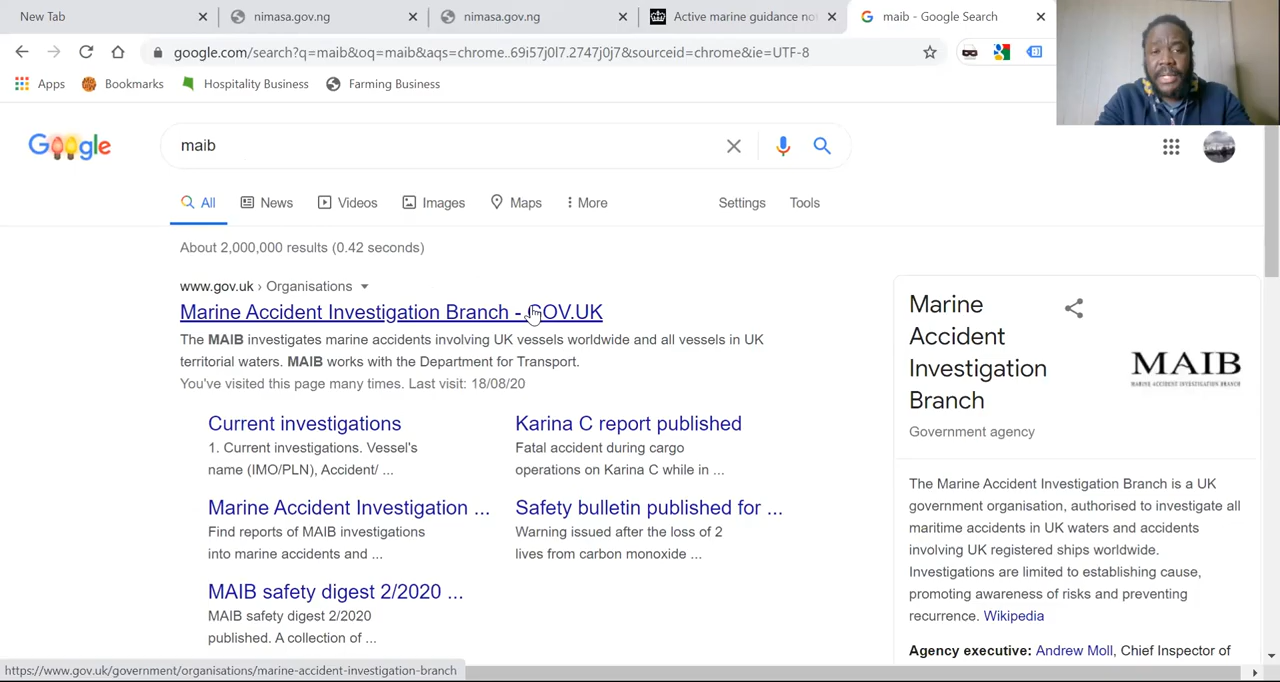 New Tab
nimasa.gov.ng
nimasa.gov.ng
Active marine guidance no
maib - Google Search
google.com/search?q=maib&oq=maib&aqs=chrome..69i57j0l7.2747j0j7&sourceid=chrome&ie=UTF-8
Apps
Bookmarks
Hospitality Business
Farming Business
Google
maib
All
News
Videos
Images
Maps
More
Settings
Tools
About 2,000,000 results (0.42 seconds)
www.gov.uk › Organisations
Marine Accident Investigation Branch - GOV.UK
The MAIB investigates marine accidents involving UK vessels worldwide and all vessels in UK
territorial waters. MAIB works with the Department for Transport.
You've visited this page many times. Last visit: 18/08/20
Current investigations
1. Current investigations. Vessel's
name (IMO/PLN), Accident/ ...
Karina C report published
Fatal accident during cargo
operations on Karina C while in ...
Marine Accident Investigation ...
Find reports of MAIB investigations
into marine accidents and ...
Safety bulletin published for ...
Warning issued after the loss of 2
lives from carbon monoxide ...
MAIB safety digest 2/2020 ...
MAIB safety digest 2/2020
published. A collection of ...
Marine
Accident
Investigation
Branch
Government agency
MAIB
MARINE ACCIDENT INVESTIGATION BRANCH
The Marine Accident Investigation Branch is a UK
government organisation, authorised to investigate all
maritime accidents in UK waters and accidents
involving UK registered ships worldwide.
Investigations are limited to establishing cause,
promoting awareness of risks and preventing
recurrence. Wikipedia
Agency executive: Andrew Moll, Chief Inspector of
https://www.gov.uk/government/organisations/marine-accident-investigation-branch